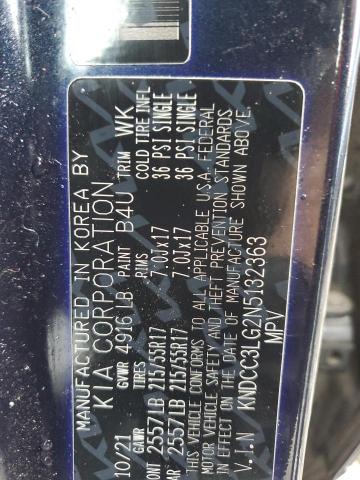 MANUFACTURED IN KOREA BY
KIA CORPORATION
10/21 GVWR 4916 LB PAINT B4U TRIM WK
TIRES RIMS COLD TIRE INFL
ONT 2557LB 215/55R17 7.0JX17 36 PSI SINGLE
AR 2557LB 215/55R17 7.0JX17 36 PSI SINGLE
THIS VEHICLE CONFORMS TO ALL APPLICABLE U.S.A. FEDERAL
MOTOR VEHICLE SAFETY AND THEFT PREVENTION STANDARDS
IN EFFECT ON THE DATE OF MANUFACTURE SHOWN ABOVE.
V.I.N KNDCC3LG2N5132363
MPV